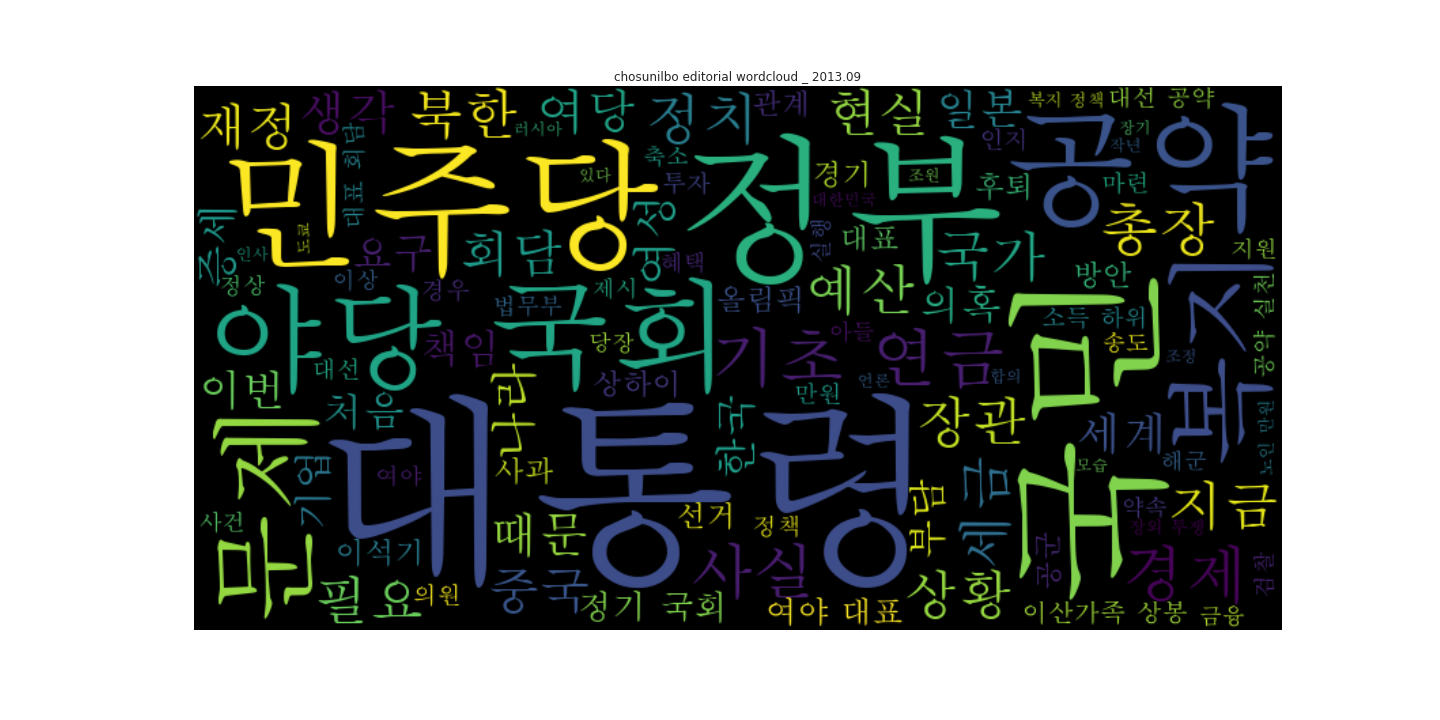 chosunilbo editorial wordcloud _ 2013.09
재정
생각
북한
여당
정치
관계
현실
일본
복지 정책
대선 공약
러시아
대표 회담
축소
인지
장기
작년
공약
민주당
정부
있다
투자
경기
조원
후퇴
마련
대한민국
증세
도쿄
여성
총장
인사
요구
회담
실행
대표
국가
지원
정상
이상
경우
혜택
법무부
제시
올림픽
예산
의혹
방안
복지
공약 실천
야당
국회
국민
소득 하위
송도
책임
당장
기초 연금
아들
조정
대선
이번
처음
나라
상하이
만원
언론
합의
문제
대통령
한국
장관
세계
노인 만원
기업
여야
사과
해군
모습
세금
부담
지금
사건
때문
선거
정책
약속
장외 투쟁
이석기
중국
사실
공군
경제
검찰
필요
의원
정기 국회
여야 대표
상황
이산가족 상봉
금융